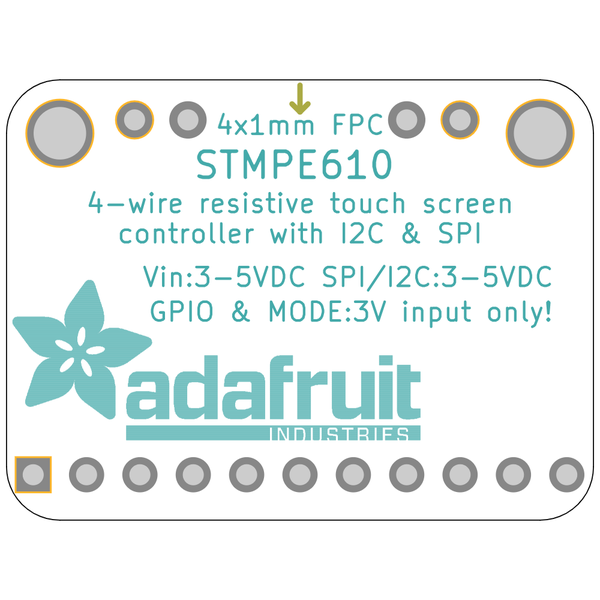 4x1mm FPC
STMPE610
4-wire resistive touch screen
controller with I2C & SPI
Vin:3-5VDC SPI/I2C:3-5VDC
GPIO & MODE:3V input only!
adafruit
INDUSTRIES